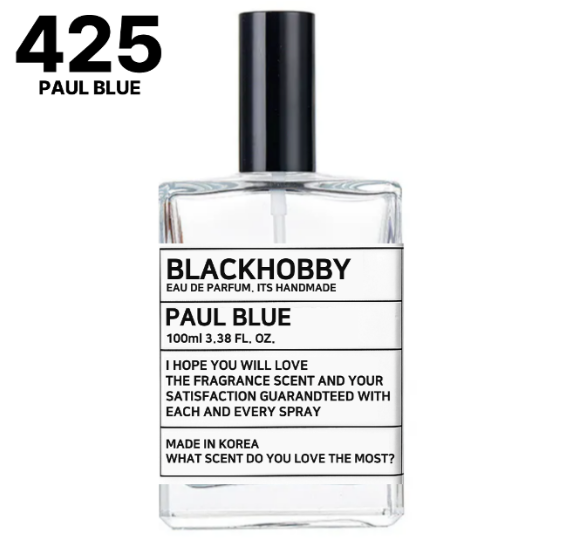 425
PAUL BLUE
BLACKHOBBY
EAU DE PARFUM, ITS HANDMADE
PAUL BLUE
100ml 3.38 FL. OZ.
I HOPE YOU WILL LOVE
THE FRAGRANCE SCENT AND YOUR
SATISFACTION GUARANDTEED WITH
EACH AND EVERY SPRAY
MADE IN KOREA
WHAT SCENT DO YOU LOVE THE MOST?